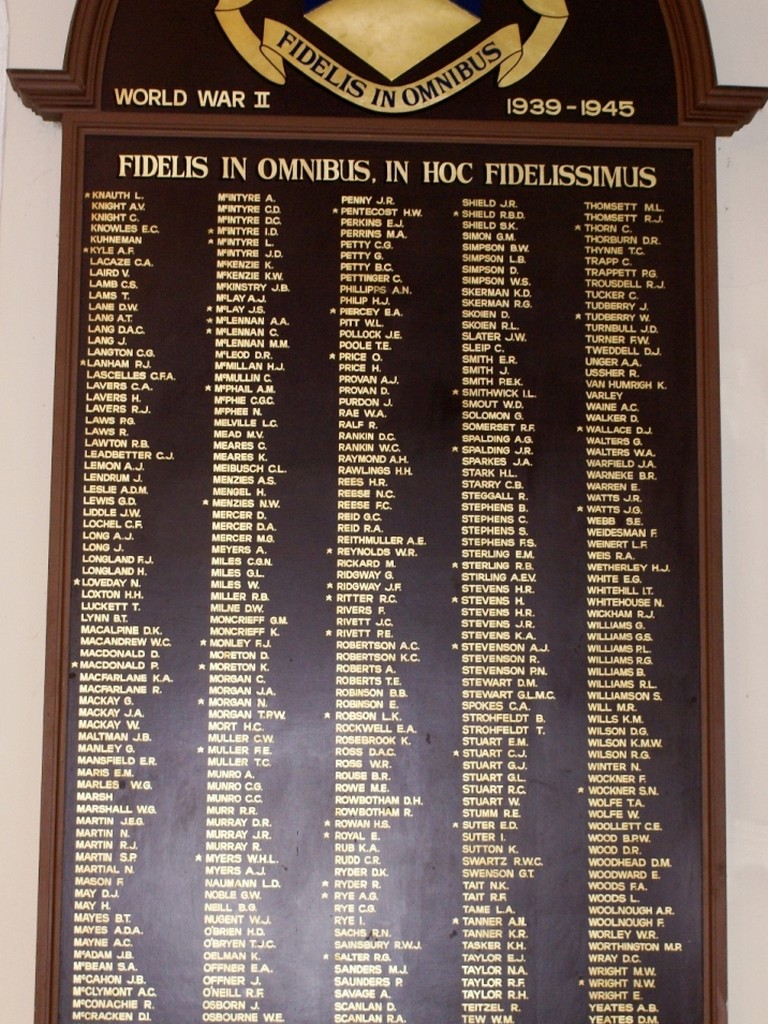 FIDELIS IN OMNIBUS
WORLD WAR II
1939-1945
FIDELIS IN OMNIBUS, IN HOC FIDELISSIMUS
* KNAUTH L.
KNIGHT A.V.
KNIGHT C.
KNOWLES E.C.
KUHNEMAN
* KYLE A.F.
LACAZE C.A.
LAIRD V.
LAMB C.S.
LAMS T.
LANE D.W.
LANG A.T.
LANG D.A.C.
LANG J.
LANGTON C.G.
* LANHAM R.J.
LASCELLES C.F.A.
LAVERS C.A.
LAVERS H.
LAVERS R.J.
LAWS P.G.
LAWS R.
LAWTON R.B.
LEADBETTER C.J.
LEMON A.J.
LENDRUM J.
LESLIE A.D.M.
LEWIS G.D.
LIDDLE J.W.
LOCHEL C.F.
LONG A.J.
LONG J.
LONGLAND F.J.
LONGLAND H.
* LOVEDAY N.
LOXTON H.H.
LUCKETT T.
LYNN B.T.
MACALPINE D.K.
MACANDREW W.C.
MACDONALD D.
* MACDONALD P.
MACFARLANE K.A.
MACFARLANE R.
MACKAY G.
MACKAY J.A.
MACKAY W.
MALTMAN J.B.
MANLEY G.
MANSFIELD E.R.
MARIS E.M.
MARLES W.G.
MARSH
MARSHALL W.G.
MARTIN J.E.G.
MARTIN N.
MARTIN R.J.
MARTIN S.P.
MARTIAL N.
MASON F.
MAY D.J.
MAY H.
MAYES B.T.
MAYES A.D.A.
MAYNE A.C.
McADAM J.B.
McBEAN S.A.
McCAHON J.B.
McCLYMONT A.C.
McCONACHIE R.
McCRACKEN D.I.
McINTYRE A.
McINTYRE C.D.
McINTYRE D.C.
* McINTYRE I.D.
* McINTYRE L.
McINTYRE J.D.
McKENZIE K.
McKENZIE K.W.
McKINSTRY J.B.
McLAY A.J.
* McLAY J.S.
* McLENNAN A.A.
* McLENNAN C.
McLENNAN M.M.
McLEOD D.R.
McMILLAN H.J.
McMULLIN C.
* McPHAIL A.M.
McPHIE C.G.C.
McPHEE N.
MELVILLE L.C.
MEAD M.V.
MEARES C.
MEARES K.
MEIBUSCH C.L.
MENZIES A.S.
MENGEL H.
* MENZIES N.W.
MERCER D.
MERCER D.A.
MERCER M.G.
MEYERS A.
MILES C.G.N.
MILES G.L.
MILES W.
MILLER R.B.
MILNE D.W.
MONCRIEFF G.M.
MONCRIEFF K.
* MONLEY F.J.
MORETON D.
* MORETON K.
MORGAN C.
MORGAN J.A.
* MORGAN N.
MORGAN T.P.W.
MORT H.C.
MULLER C.W.
* MULLER F.E.
MULLER T.C.
MUNRO A.
MUNRO C.G.
MUNRO C.C.
MURR R.R.
MURRAY D.R.
MURRAY J.R.
MURRAY R.
* MYERS W.H.L.
MYERS A.J.
NAUMANN L.D.
NOBLE G.W.
NEILL B.G.
NUGENT W.J.
O'BRIEN H.D.
O'BRYEN T.J.C.
OELMAN K.
OFFNER E.A.
OFFNER J.
O'NEILL R.F.
OSBORN J.
OSBOURNE W.E.
PENNY J.R.
* PENTECOST H.W.
PERKINS E.J.
PERRINS M.A.
PETTY C.G.
PETTY G.
PETTY B.C.
PETTINGER C.
PHILLIPPS A.N.
PHILIP H.J.
* PIERCEY E.A.
PITT W.L.
POLLOCK J.E.
POOLE T.E.
* PRICE O.
PRICE H.
PROVAN A.J.
PROVAN D.
PURDON J.
RAE W.A.
RALF R.
RANKIN D.C.
RANKIN W.C.
RAYMOND A.H.
RAWLINGS H.H.
REES H.R.
REESE N.C.
REESE F.C.
REID G.C.
REID R.A.
REITHMULLER A.E.
* REYNOLDS W.R.
RICKARD M.
RIDGWAY G.
* RIDGWAY J.F.
* RITTER R.C.
RIVERS F.
RIVETT J.C.
* RIVETT P.E.
ROBERTSON A.C.
ROBERTSON K.C.
ROBERTS A.
ROBERTS T.E.
ROBINSON B.B.
ROBINSON E.
* ROBSON L.K.
ROCKWELL E.A.
ROSEBROOK K.
ROSS D.A.C.
ROSS W.R.
ROUSE B.R.
ROWE M.E.
ROWBOTHAM D.H.
ROWBOTHAM R.
* ROWAN H.S.
* ROYAL E.
RUB K.A.
RUDD C.R.
RYDER D.K.
* RYDER R.
* RYE A.G.
RYE C.G.
RYE I.
SACHS R.N.
SAINSBURY R.W.J.
* SALTER R.G.
SANDERS M.J.
SAUNDERS P.
SAVAGE A.
SCANLAN D.
SCANLAN R.A.
SHIELD J.R.
* SHIELD R.B.D.
SHIELD S.K.
SIMON G.M.
SIMPSON B.W.
SIMPSON L.B.
SIMPSON D.
SIMPSON W.S.
SKERMAN K.D.
SKERMAN R.G.
SKOIEN D.
SKOIEN R.L.
SLATER J.W.
SLEIP C.
SMITH E.R.
SMITH J.
SMITH P.E.K.
* SMITHWICK I.L.
SMOUT W.D.
SOLOMON G.
SOMERSET R.F.
SPALDING A.G.
* SPALDING J.R.
SPARKES J.A.
STARK H.L.
STARRY C.B.
STEGGALL R.
STEPHENS B.
STEPHENS C.
STEPHENS S.
STEPHENS F.S.
STERLING E.M.
* STERLING R.B.
STIRLING A.E.V.
STEVENS H.R.
* STEVENS H.
STEVENS H.R.
STEVENS J.R.
STEVENS K.A.
* STEVENSON A.J.
STEVENSON R.
STEVENSON P.N.
STEWART D.M.
STEWART G.L.M.C.
SPOKES C.A.
STROHFELDT B.
STROHFELDT T.
STUART E.M.
* STUART C.J.
STUART G.J.
STUART G.L.
STUART R.C.
STUART W.
STUMM R.E.
* SUTER E.D.
SUTER I.
SUTTON K.
SWARTZ R.W.C.
SWENSON G.T.
TAIT N.K.
TAIT R.F.
TAME L.A.
* TANNER A.N.
TANNER K.R.
TASKER K.H.
TAYLOR E.J.
TAYLOR N.A.
TAYLOR R.F.
TAYLOR R.H.
TEITZEL R.
TEW W.M.
THOMSETT M.L.
THOMSETT R.J.
* THORN C.
THORBURN D.R.
THYNNE T.C.
TRAPP C.
TRAPPETT P.G.
TROUSDELL R.J.
TUCKER C.
TUDBERRY J.
* TUDBERRY W.
TURNBULL J.D.
TURNER F.W.
TWEDDELL D.J.
UNGER A.A.
USSHER R.
VAN HUMRIGH K.
VARLEY
WAINE A.C.
WALKER D.
* WALLACE D.J.
WALTERS G.
WALTERS W.A.
WARFIELD J.A.
WARNEKE B.R.
WARREN E.
WATTS J.R.
* WATTS J.G.
WEBB S.E.
WEIDESMAN F.
WEINERT L.F.
WEIS R.A.
WETHERLEY H.J.
WHITE E.G.
WHITEHILL I.T.
WHITEHOUSE N.
WICKHAM R.J.
WILLIAMS G.
WILLIAMS G.S.
WILLIAMS P.L.
WILLIAMS R.G.
WILLIAMS B.
WILLIAMS R.L.
WILLIAMSON S.
WILL M.R.
WILLS K.M.
WILSON D.G.
WILSON K.M.W.
WILSON R.G.
WINTER N.
WOCKNER F.
* WOCKNER S.N.
WOLFE T.A.
WOLFE W.
WOOLLETT C.E.
WOOD B.P.W.
WOOD D.R.
WOODHEAD D.M.
WOODWARD E.
WOODS F.A.
WOODS L.
WOOLNOUGH A.R.
WOOLNOUGH F.
WORLEY W.R.
WORTHINGTON M.P.
WRAY D.C.
WRIGHT M.W.
* WRIGHT N.W.
WRIGHT E.
YEATES A.B.
YEATES D.M.